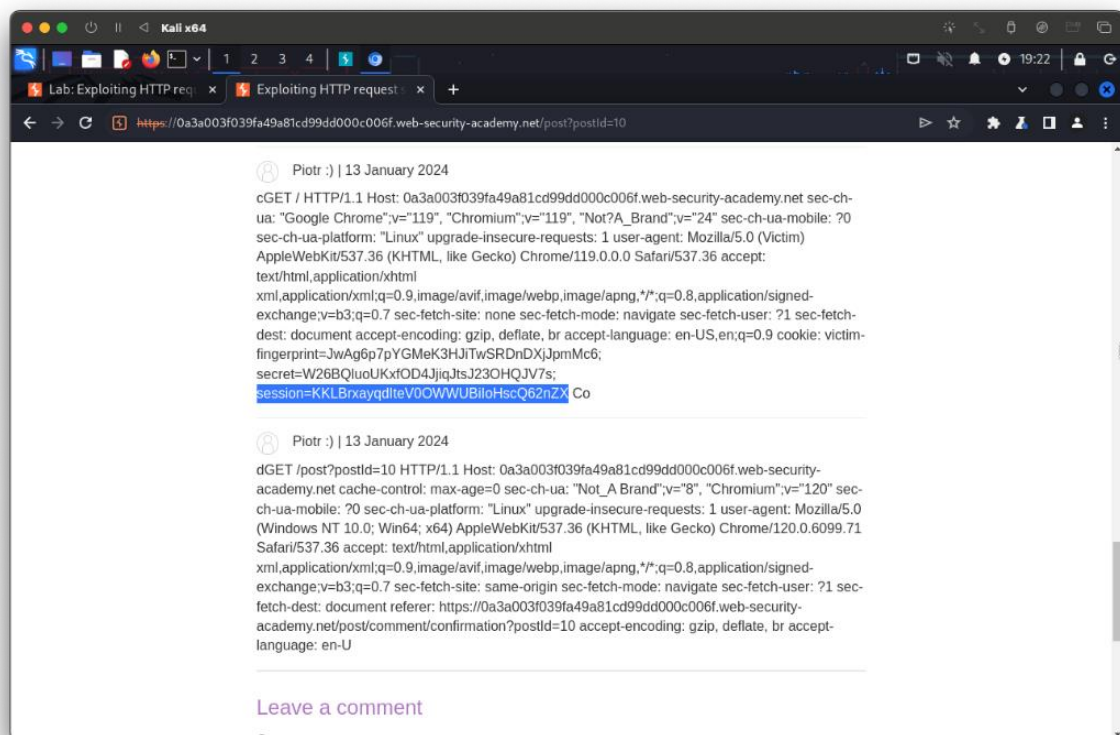 Kali x64
1 2 3 4
19:22
Lab: Exploiting HTTP req
Exploiting HTTP request s
https://0a3a003f039fa49a81cd99dd000c006f.web-security-academy.net/post?postId=10
Piotr :) | 13 January 2024
cGET / HTTP/1.1 Host: 0a3a003f039fa49a81cd99dd000c006f.web-security-academy.net sec-ch-
ua: "Google Chrome";v="119", "Chromium";v="119", "Not?A_Brand";v="24" sec-ch-ua-mobile: ?0
sec-ch-ua-platform: "Linux" upgrade-insecure-requests: 1 user-agent: Mozilla/5.0 (Victim)
AppleWebKit/537.36 (KHTML, like Gecko) Chrome/119.0.0.0 Safari/537.36 accept:
text/html,application/xhtml
xml,application/xml;q=0.9,image/avif,image/webp,image/apng,*/*;q=0.8,application/signed-
exchange;v=b3;q=0.7 sec-fetch-site: none sec-fetch-mode: navigate sec-fetch-user: ?1 sec-fetch-
dest: document accept-encoding: gzip, deflate, br accept-language: en-US,en;q=0.9 cookie: victim-
fingerprint=JwAg6p7pYGMeK3HJiTwSRDnDXjJpmMc6;
secret=W26BQluoUKxfOD4JjiqJtsJ23OHQJV7s;
session=KKLBrxayqdlteV0OWWUBiloHscQ62nZX Co
Piotr :) | 13 January 2024
dGET /post?postId=10 HTTP/1.1 Host: 0a3a003f039fa49a81cd99dd000c006f.web-security-
academy.net cache-control: max-age=0 sec-ch-ua: "Not_A Brand";v="8", "Chromium";v="120" sec-
ch-ua-mobile: ?0 sec-ch-ua-platform: "Linux" upgrade-insecure-requests: 1 user-agent: Mozilla/5.0
(Windows NT 10.0; Win64; x64) AppleWebKit/537.36 (KHTML, like Gecko) Chrome/120.0.6099.71
Safari/537.36 accept: text/html,application/xhtml
xml,application/xml;q=0.9,image/avif,image/webp,image/apng,*/*;q=0.8,application/signed-
exchange;v=b3;q=0.7 sec-fetch-site: same-origin sec-fetch-mode: navigate sec-fetch-user: ?1 sec-
fetch-dest: document referer: https://0a3a003f039fa49a81cd99dd000c006f.web-security-
academy.net/post/comment/confirmation?postId=10 accept-encoding: gzip, deflate, br accept-
language: en-U
Leave a comment